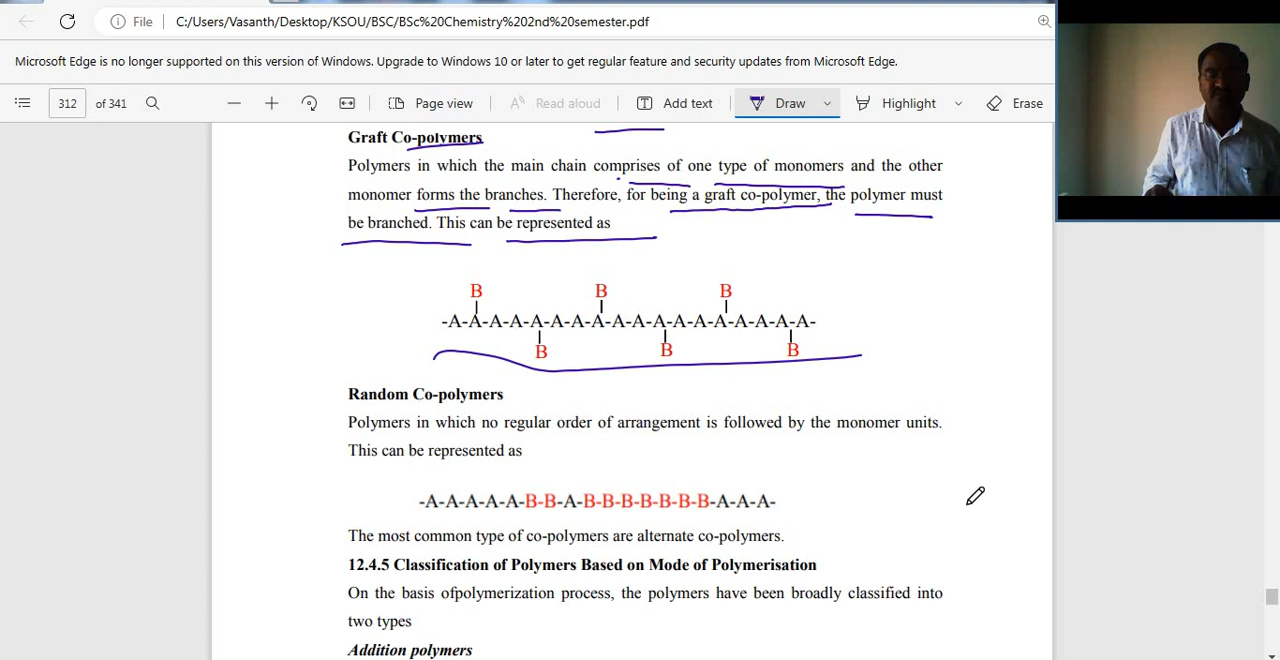 File
C:/Users/Vasanth/Desktop/KSOU/BSC/BSc%20Chemistry%202nd%20semester.pdf
Microsoft Edge is no longer supported on this version of Windows. Upgrade to Windows 10 or later to get regular feature and security updates from Microsoft Edge.
312 of 341 Page view Read aloud Add text Draw Highlight Erase
Graft Co-polymers
Polymers in which the main chain comprises of one type of monomers and the other
monomer forms the branches. Therefore, for being a graft co-polymer, the polymer must
be branched. This can be represented as
B B B
-A-A-A-A-A-A-A-A-A-A-A-A-A-A-A-A-A-A-
B B B
Random Co-polymers
Polymers in which no regular order of arrangement is followed by the monomer units.
This can be represented as
-A-A-A-A-A-B-B-A-B-B-B-B-B-B-B-A-A-A-
The most common type of co-polymers are alternate co-polymers.
12.4.5 Classification of Polymers Based on Mode of Polymerisation
On the basis ofpolymerization process, the polymers have been broadly classified into
two types
Addition polymers